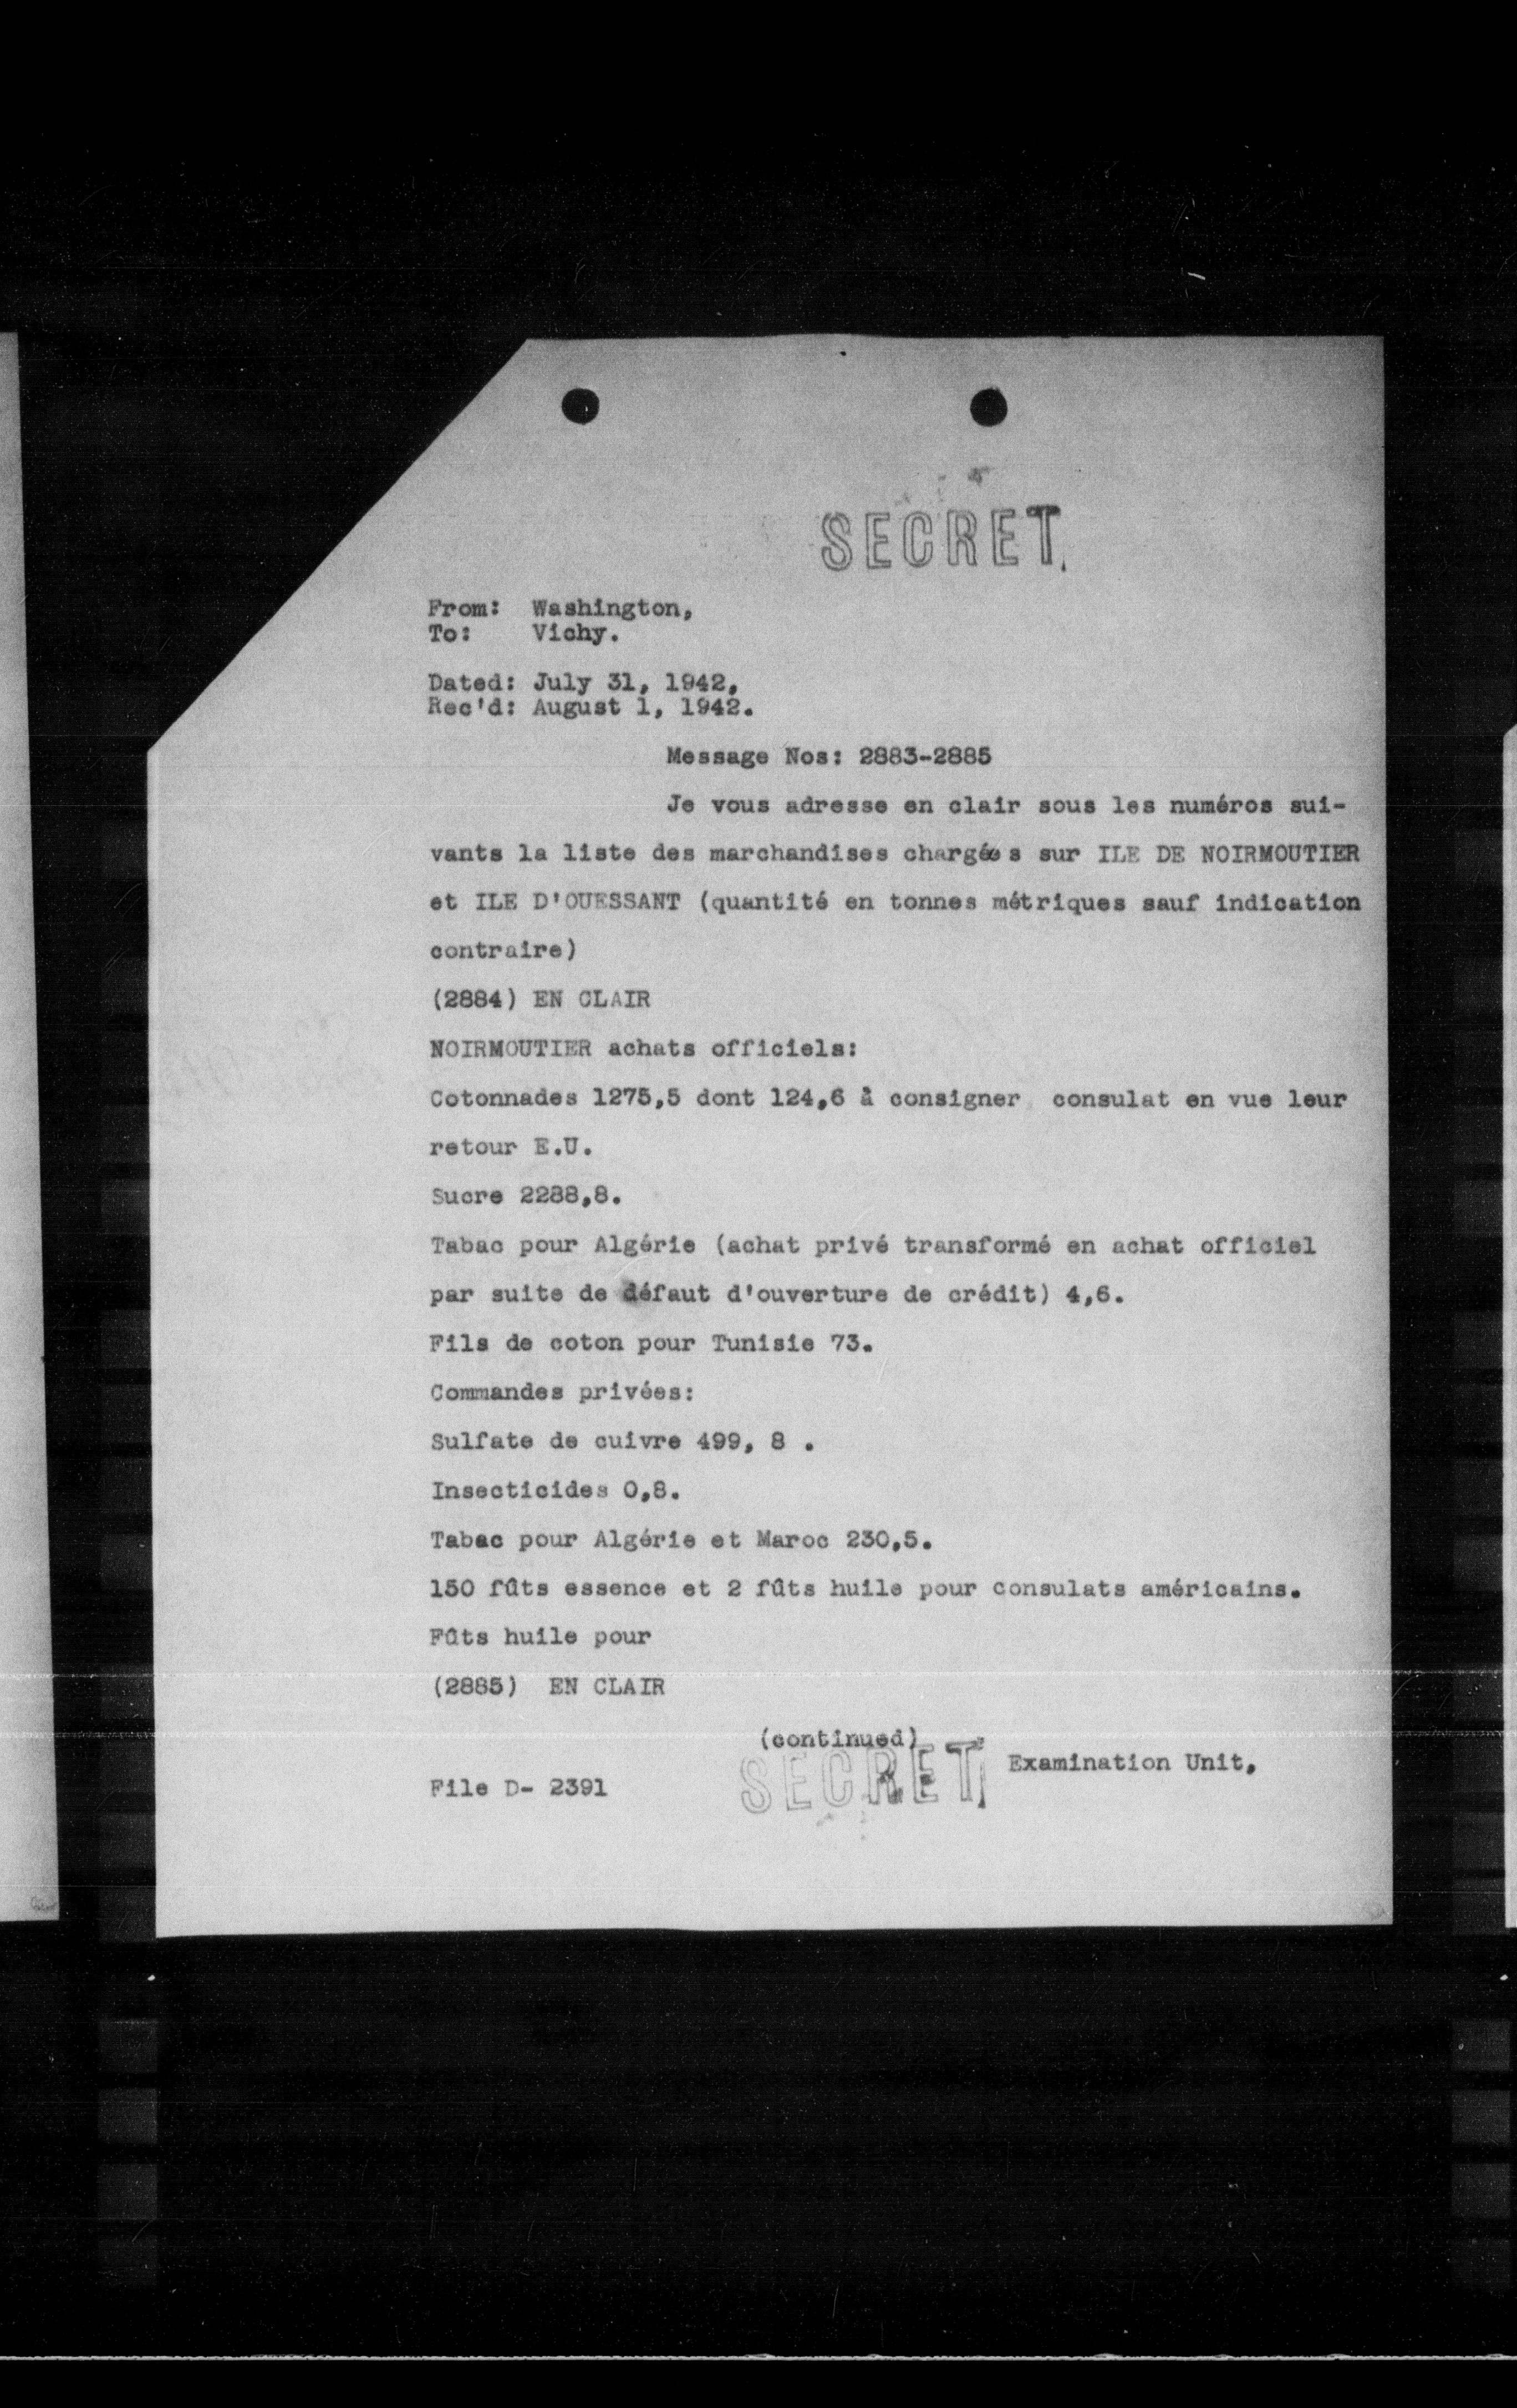 SECRET
From: Washington,
To: Vichy.
Dated: July 31, 1942,
Rec'd: August 1, 1942.
Message Nos: 2883-2885
Je vous adresse en clair sous les numéros sui-
vants la liste des marchandises chargées sur ILE DE NOIRMOUTIER
et ILE D'OUESSANT (quantité en tonnes métriques sauf indication
contraire)
(2884) EN CLAIR
NOIRMOUTIER achats officiels:
Cotonnades 1275,5 dont 124,6 à consigner consulat en vue leur
retour E.U.
Sucre 2288,8.
Tabac pour Algérie (achat privé transformé en achat officiel
par suite de défaut d'ouverture de crédit) 4,6.
Fils de coton pour Tunisie 73.
Commandes privées:
Sulfate de cuivre 499, 8 .
Insecticides 0,8.
Tabac pour Algérie et Maroc 230,5.
150 fûts essence et 2 fûts huile pour consulats américains.
Fûts huile pour
(2885) EN CLAIR
(continued)
SECRET
Examination Unit,
File D- 2391